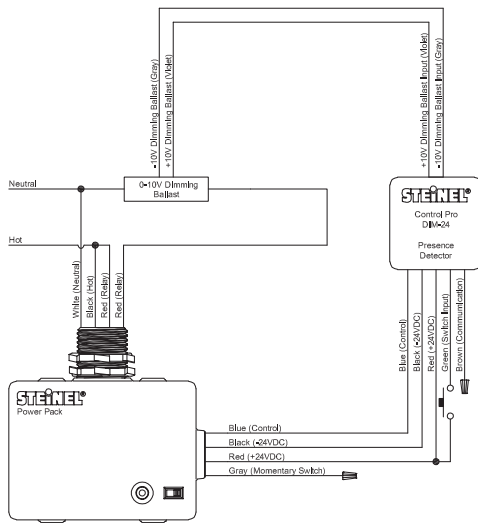 -10V Dimming Ballast (Gray)
+10V Dimming Ballast (Violet)
+10V Dimming Ballast Input (Violet)
-10V Dimming Ballast Input (Gray)
Neutral
0-10V Dimming
Ballast
STEINEL®
Control Pro
DIM-24
Presence
Detector
Hot
White (Neutral)
Black (Hot)
Red (Relay)
Red (Relay)
Blue (Control)
Black (-24VDC)
Red (+24VDC)
Green (Switch Input)
Brown (Communication)
STEINEL®
Power Pack
Blue (Control)
Black (-24VDC)
Red (+24VDC)
Gray (Momentary Switch)